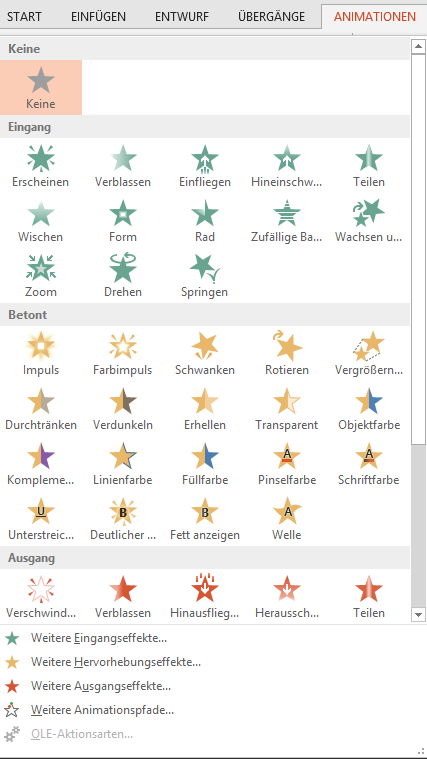 START EINFÜGEN ENTWURF ÜBERGÄNGE ANIMATIONEN
Keine
Keine
Eingang
Erscheinen Verblassen Einfliegen Hineinschw... Teilen
Wischen Form Rad Zufällige Ba... Wachsen u...
Zoom Drehen Springen
Betont
Impuls Farbimpuls Schwanken Rotieren Vergrößern...
Durchtränken Verdunkeln Erhellen Transparent Objektfarbe
Kompleme... Linienfarbe Füllfarbe Pinselfarbe Schriftfarbe
Unterstreic... Deutlicher ... Fett anzeigen Welle
Ausgang
Verschwind... Verblassen Hinausflieg... Heraussch... Teilen
Weitere Eingangseffekte...
Weitere Hervorhebungseffekte...
Weitere Ausgangseffekte...
Weitere Animationspfade...
OLE-Aktionsarten...